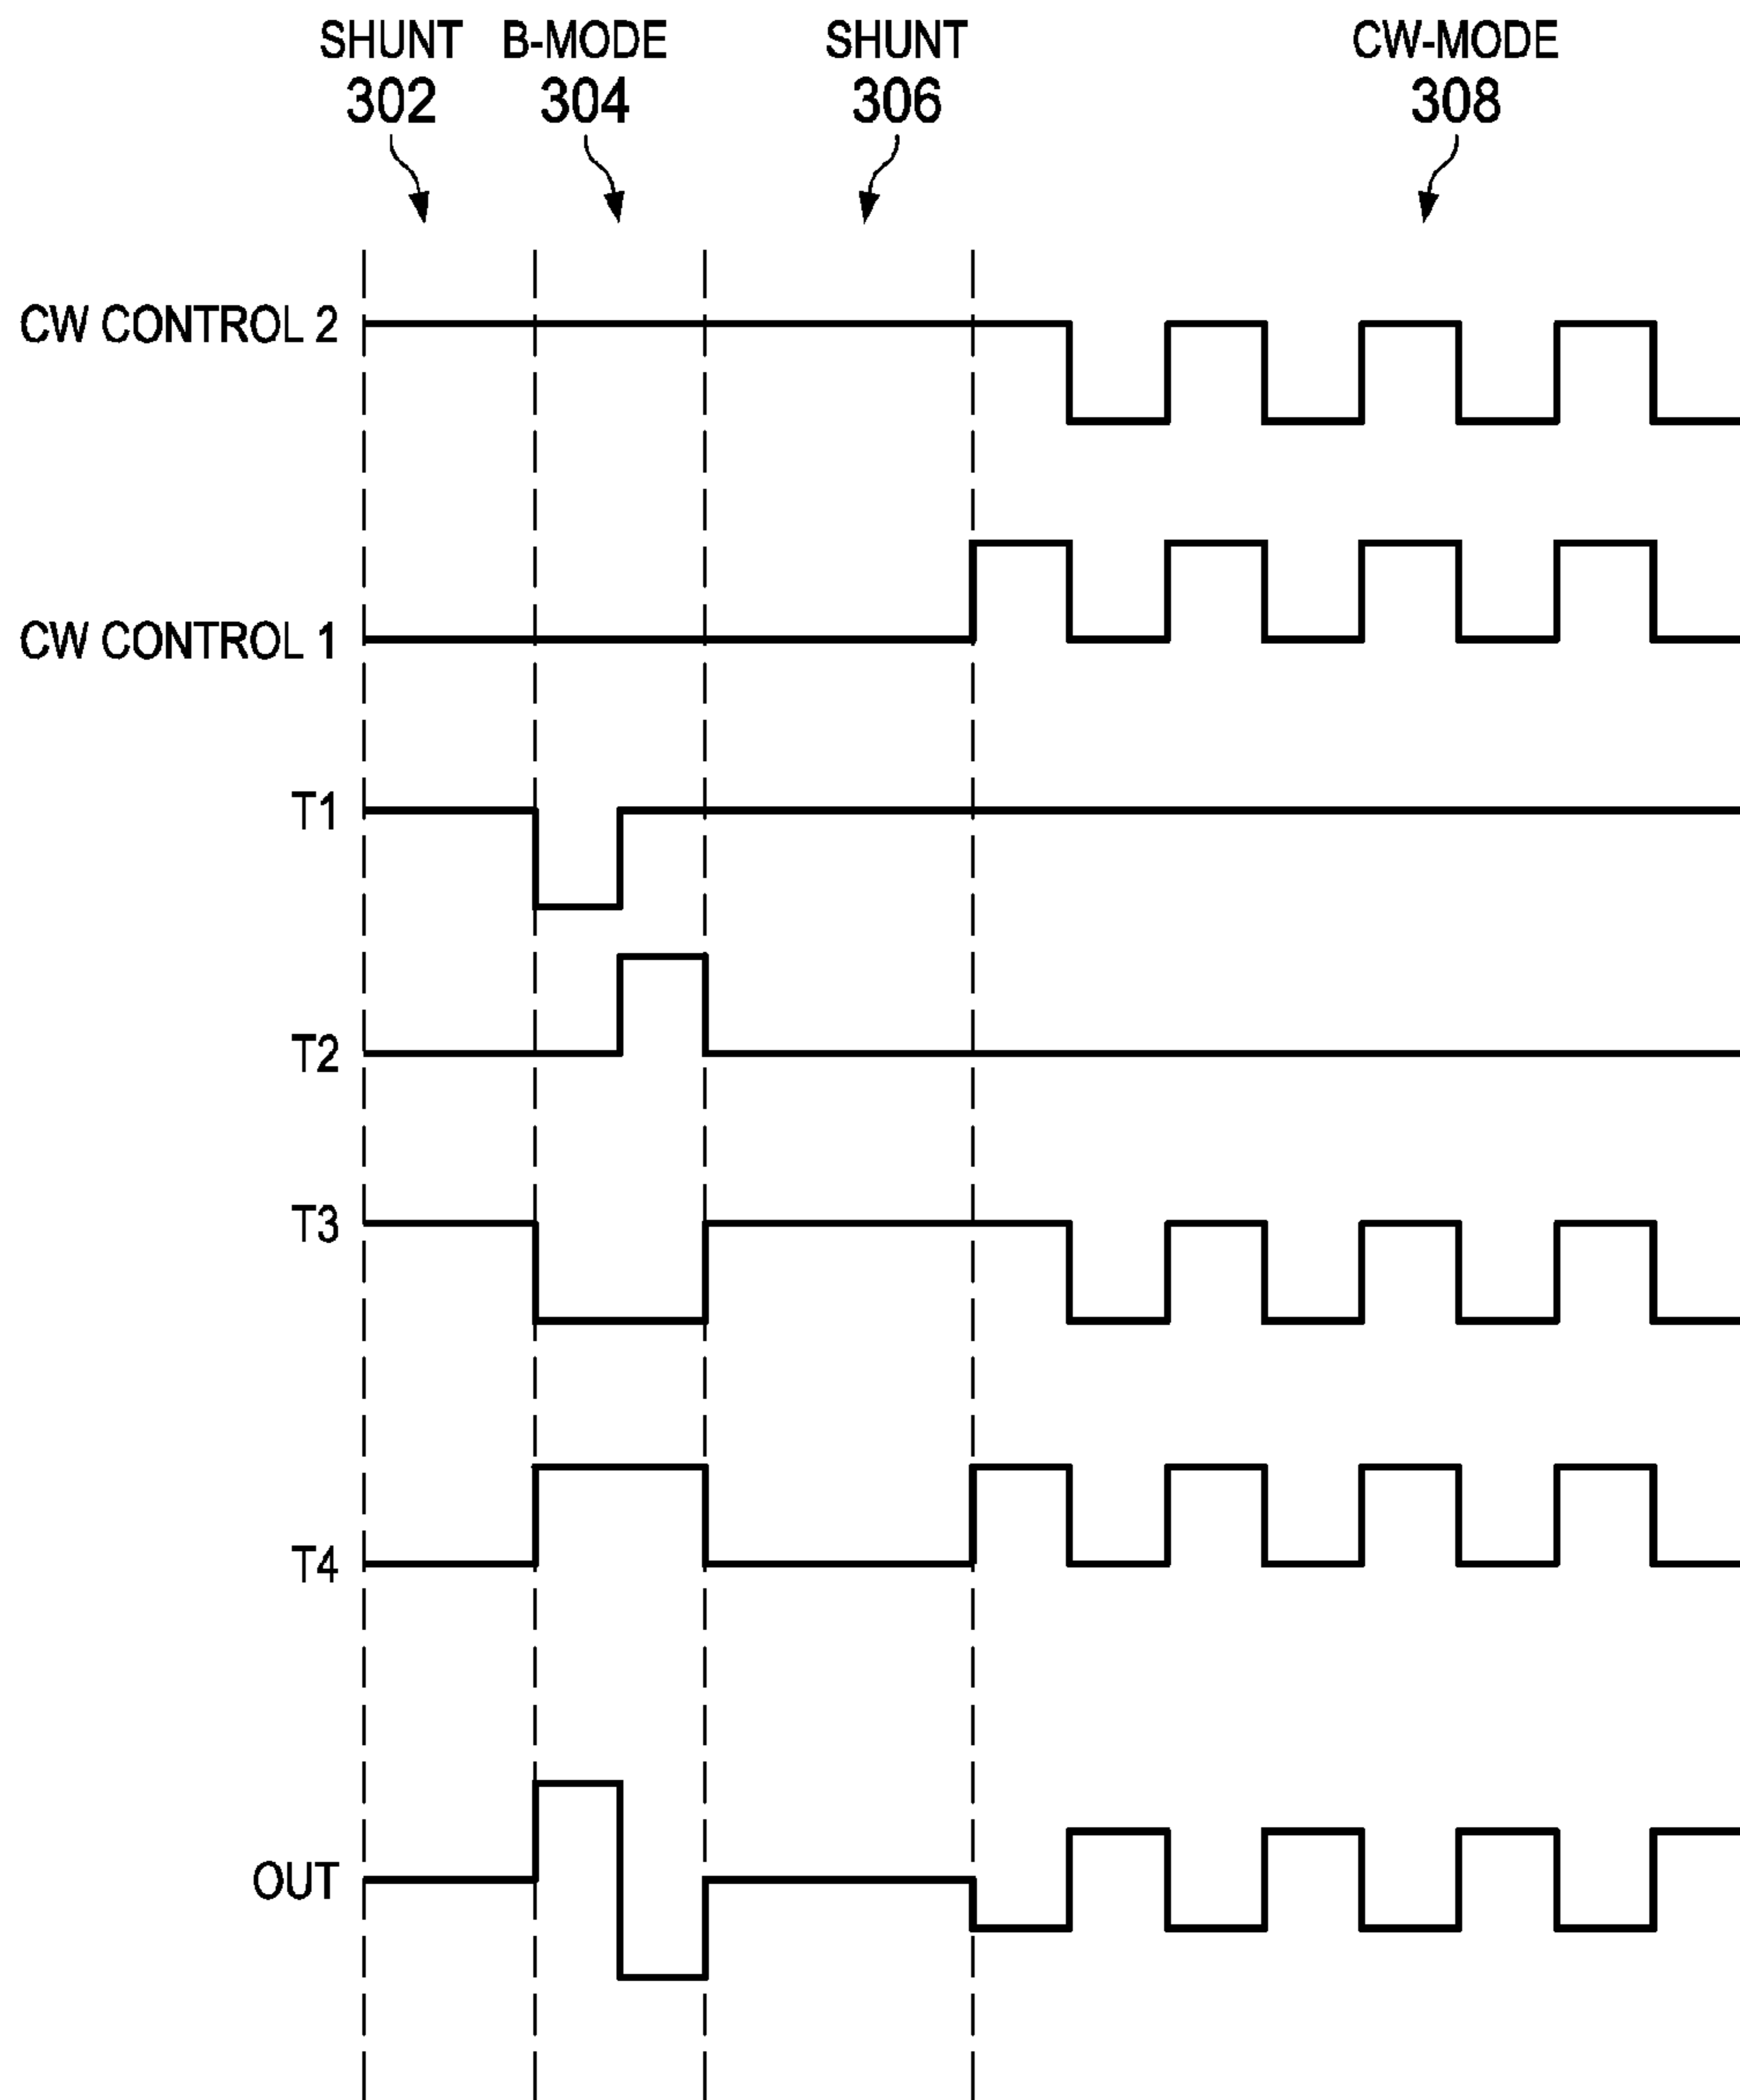 SHUNT B-MODE SHUNT CW-MODE
302 304 306 308
CW CONTROL 2
CW CONTROL 1
T1
T2
T3
T4
OUT